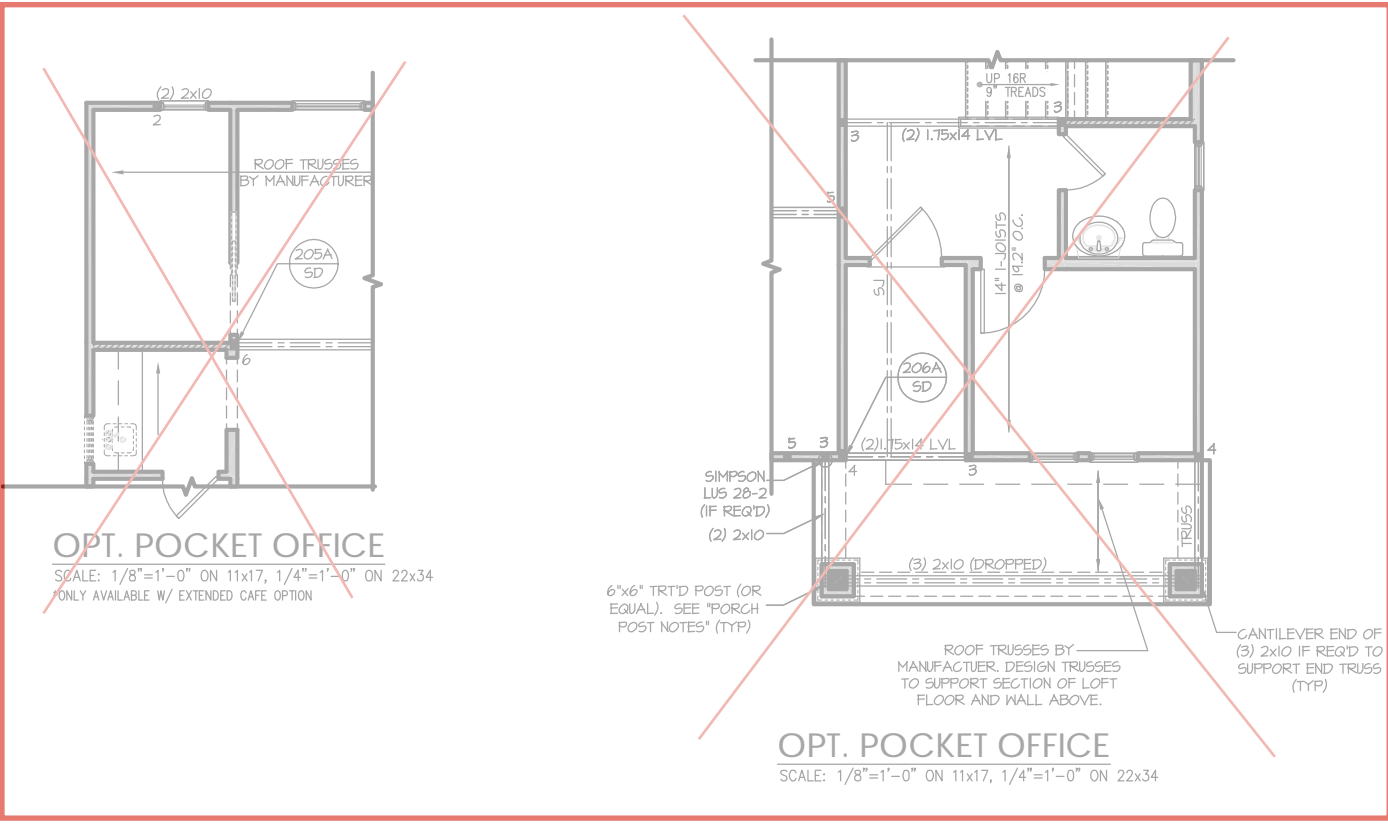 (2) 2x10
2
ROOF TRUSSES
BY MANUFACTURER
205A
SD
6
OPT. POCKET OFFICE
SCALE: 1/8"=1'-0" ON 11x17, 1/4"=1'-0" ON 22x34
*ONLY AVAILABLE W/ EXTENDED CAFE OPTION
UP 16R
9" TREADS
3
3
(2) 1.75x14 LVL
5
14" I-JOISTS
@ 19.2" O.C.
SJ
206A
SD
5
3
(2)1.75x14 LVL
4
3
4
SIMPSON
LUS 28-2
(IF REQ'D)
(2) 2x10
TRUSS
(3) 2x10 (DROPPED)
6"x6" TRT'D POST (OR
EQUAL). SEE "PORCH
POST NOTES" (TYP)
ROOF TRUSSES BY
MANUFACTUER. DESIGN TRUSSES
TO SUPPORT SECTION OF LOFT
FLOOR AND WALL ABOVE.
CANTILEVER END OF
(3) 2x10 IF REQ'D TO
SUPPORT END TRUSS
(TYP)
OPT. POCKET OFFICE
SCALE: 1/8"=1'-0" ON 11x17, 1/4"=1'-0" ON 22x34